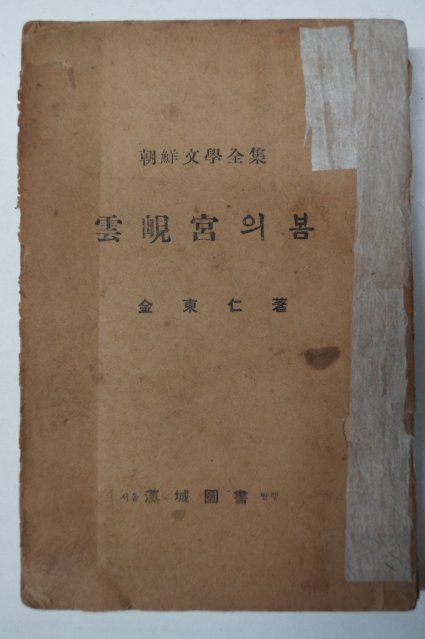 朝鮮文學全集
雲峴宮의봄
金東仁著
서울 漢城圖書 발행